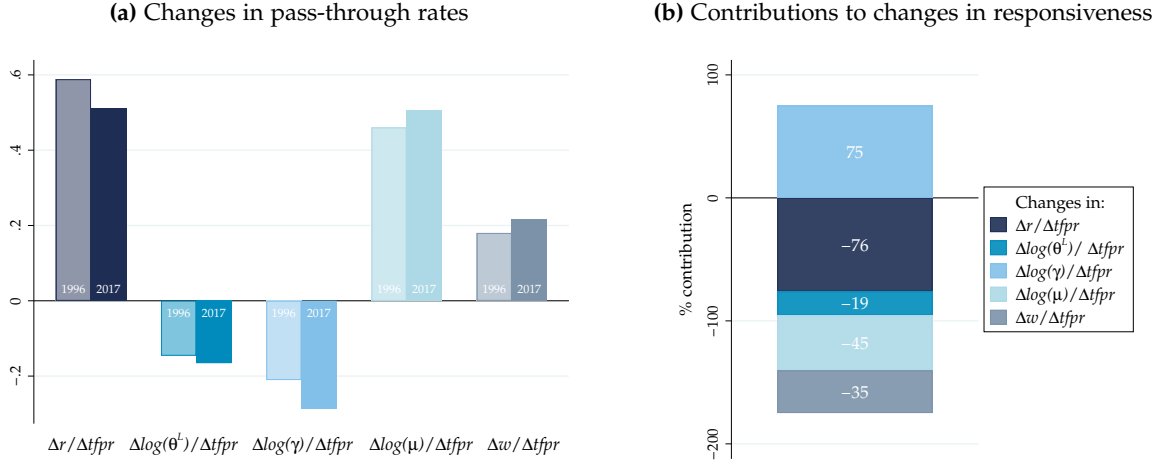 (a) Changes in pass-through rates
.6
.4
.2
0
-.2
1996 2017
1996 2017
1996 2017
1996 2017
1996 2017
Δr/Δtfpr Δlog(θ^L)/Δtfpr Δlog(γ)/Δtfpr Δlog(μ)/Δtfpr Δw/Δtfpr
(b) Contributions to changes in responsiveness
% contribution
100
0
−100
−200
75
−76
−19
−45
−35
Changes in:
Δr/Δtfpr
Δlog(θ^L)/ Δtfpr
Δlog(γ)/Δtfpr
Δlog(μ)/Δtfpr
Δw/Δtfpr